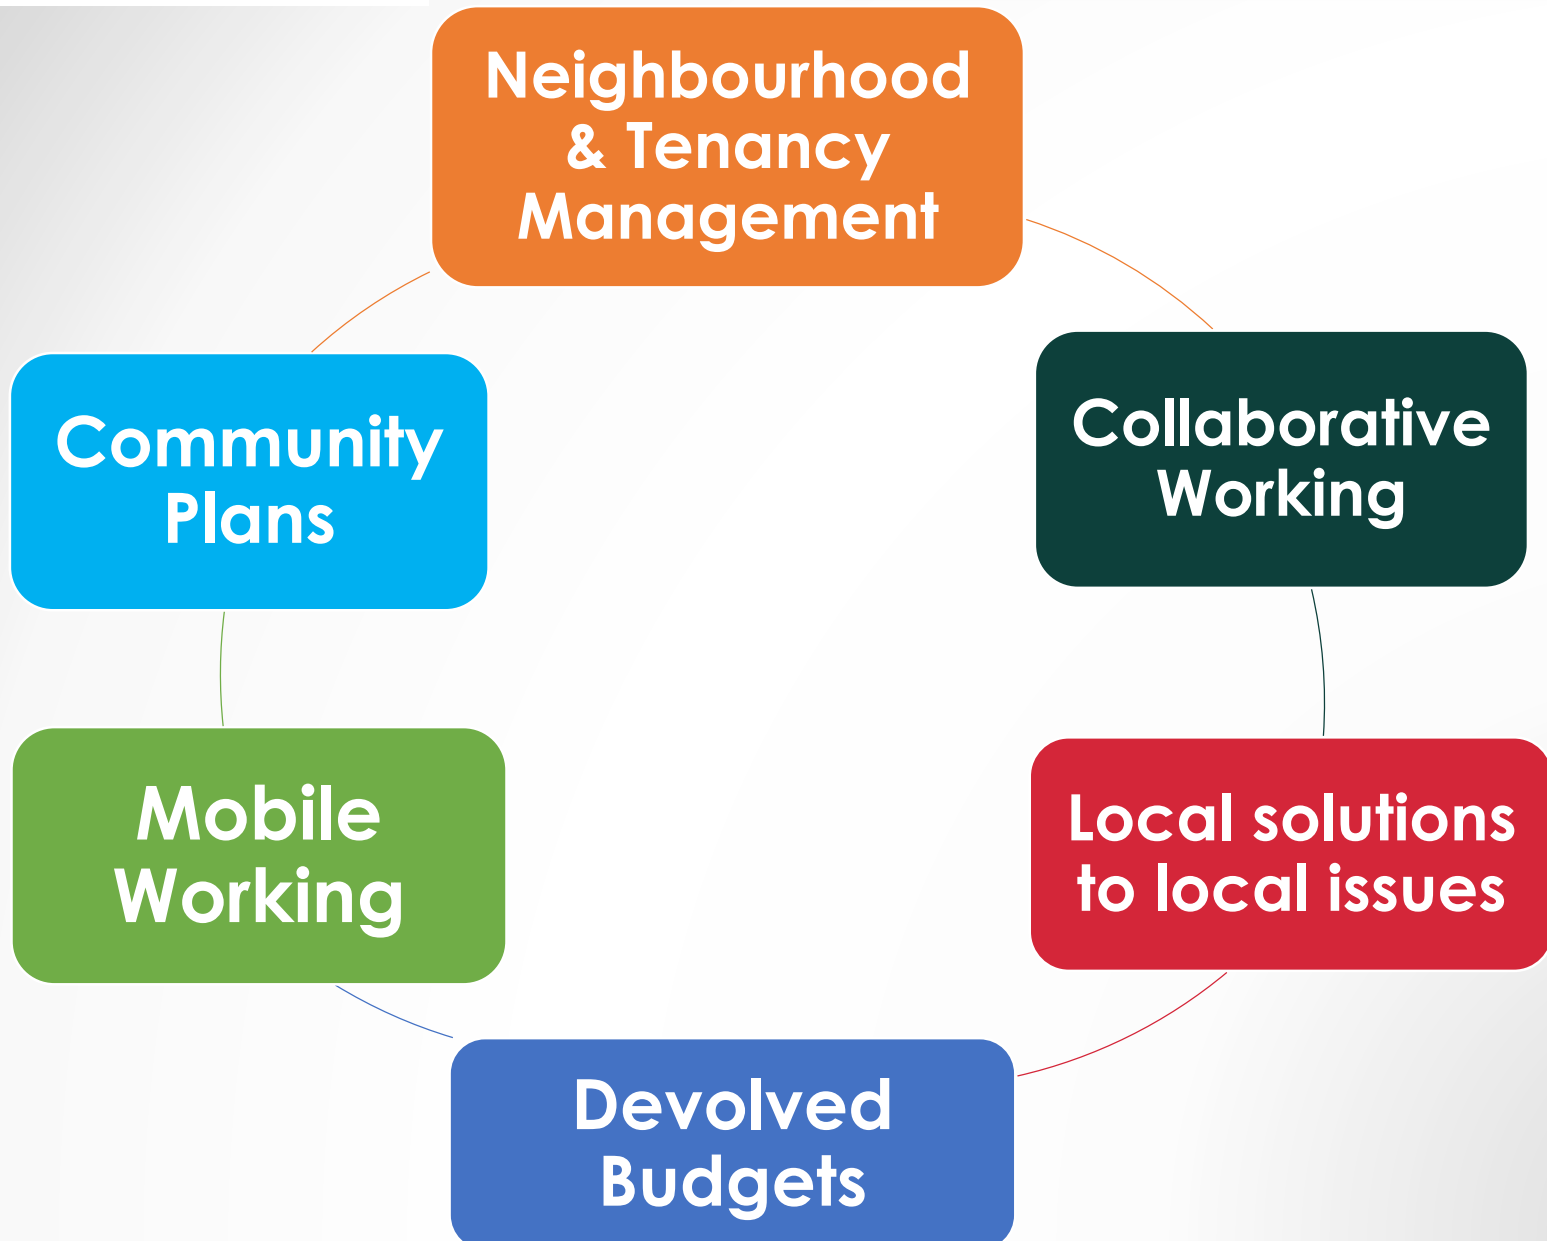 Neighbourhood
& Tenancy
Management
Collaborative
Working
Local solutions
to local issues
Devolved
Budgets
Mobile
Working
Community
Plans